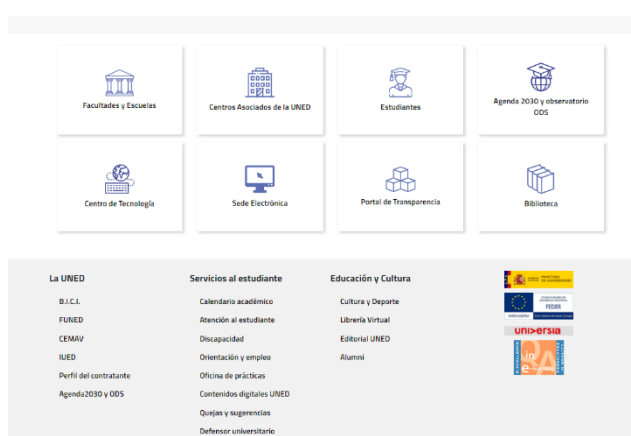 Facultades y Escuelas
Centros Asociados de la UNED
Estudiantes
Agenda 2030 y observatorio
ODS
Centro de Tecnología
Sede Electrónica
Portal de Transparencia
Biblioteca
La UNED
B.I.C.I.
FUNED
CEMAV
IUED
Perfil del contratante
Agenda2030 y ODS
Servicios al estudiante
Calendario académico
Atención al estudiante
Discapacidad
Orientación y empleo
Oficina de prácticas
Contenidos digitales UNED
Quejas y sugerencias
Defensor universitario
Educación y Cultura
Cultura y Deporte
Librería Virtual
Editorial UNED
Alumni
FEDER
universia